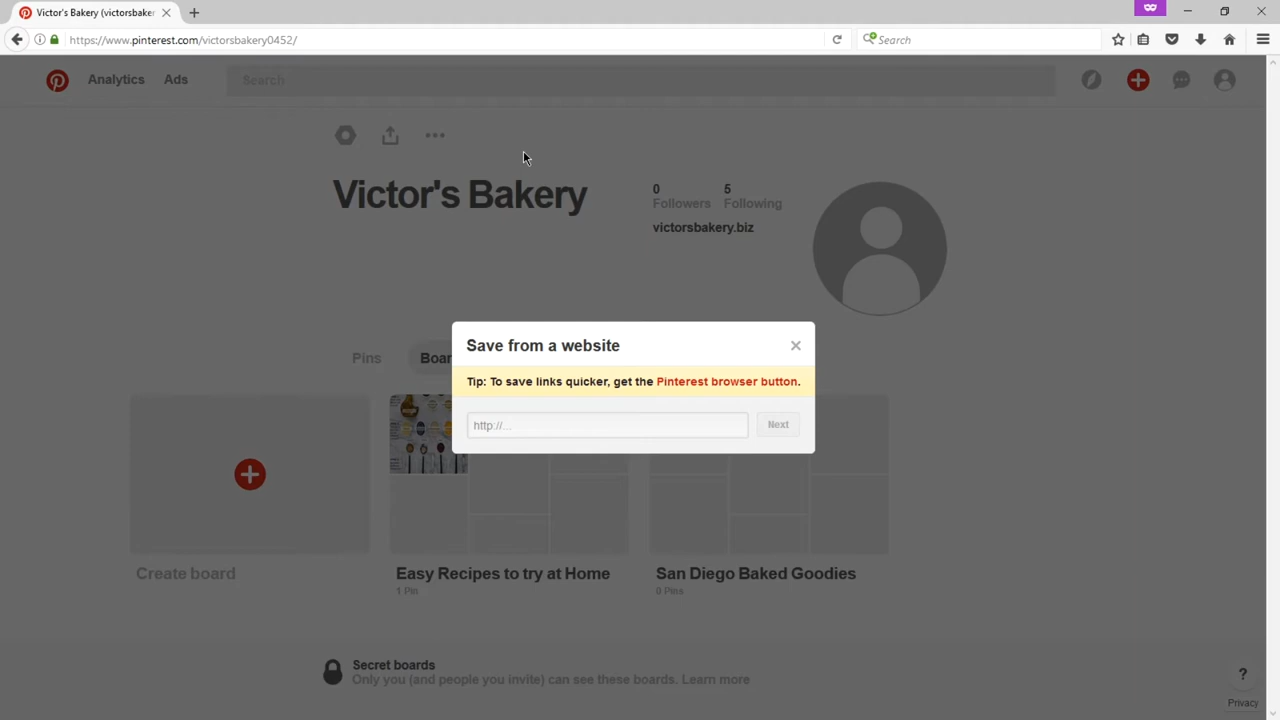 Victor's Bakery (victorsbaker
https://www.pinterest.com/victorsbakery0452/
Search
Analytics
Ads
Search
Victor's Bakery
0
Followers
5
Following
victorsbakery.biz
Pins
Boar
Save from a website
Tip: To save links quicker, get the Pinterest browser button.
http://...
Next
Create board
Easy Recipes to try at Home
1 Pin
San Diego Baked Goodies
0 Pins
Secret boards
Only you (and people you invite) can see these boards. Learn more
?
Privacy